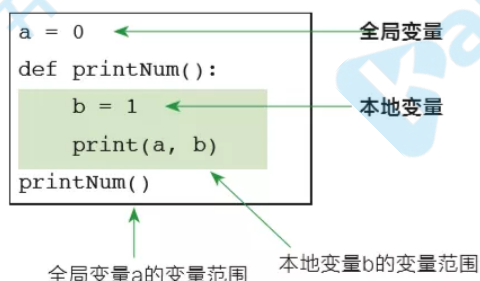 a = 0
全局变量
def printNum():
b = 1
本地变量
print(a, b)
printNum()
全局变量a的变量范围
本地变量b的变量范围